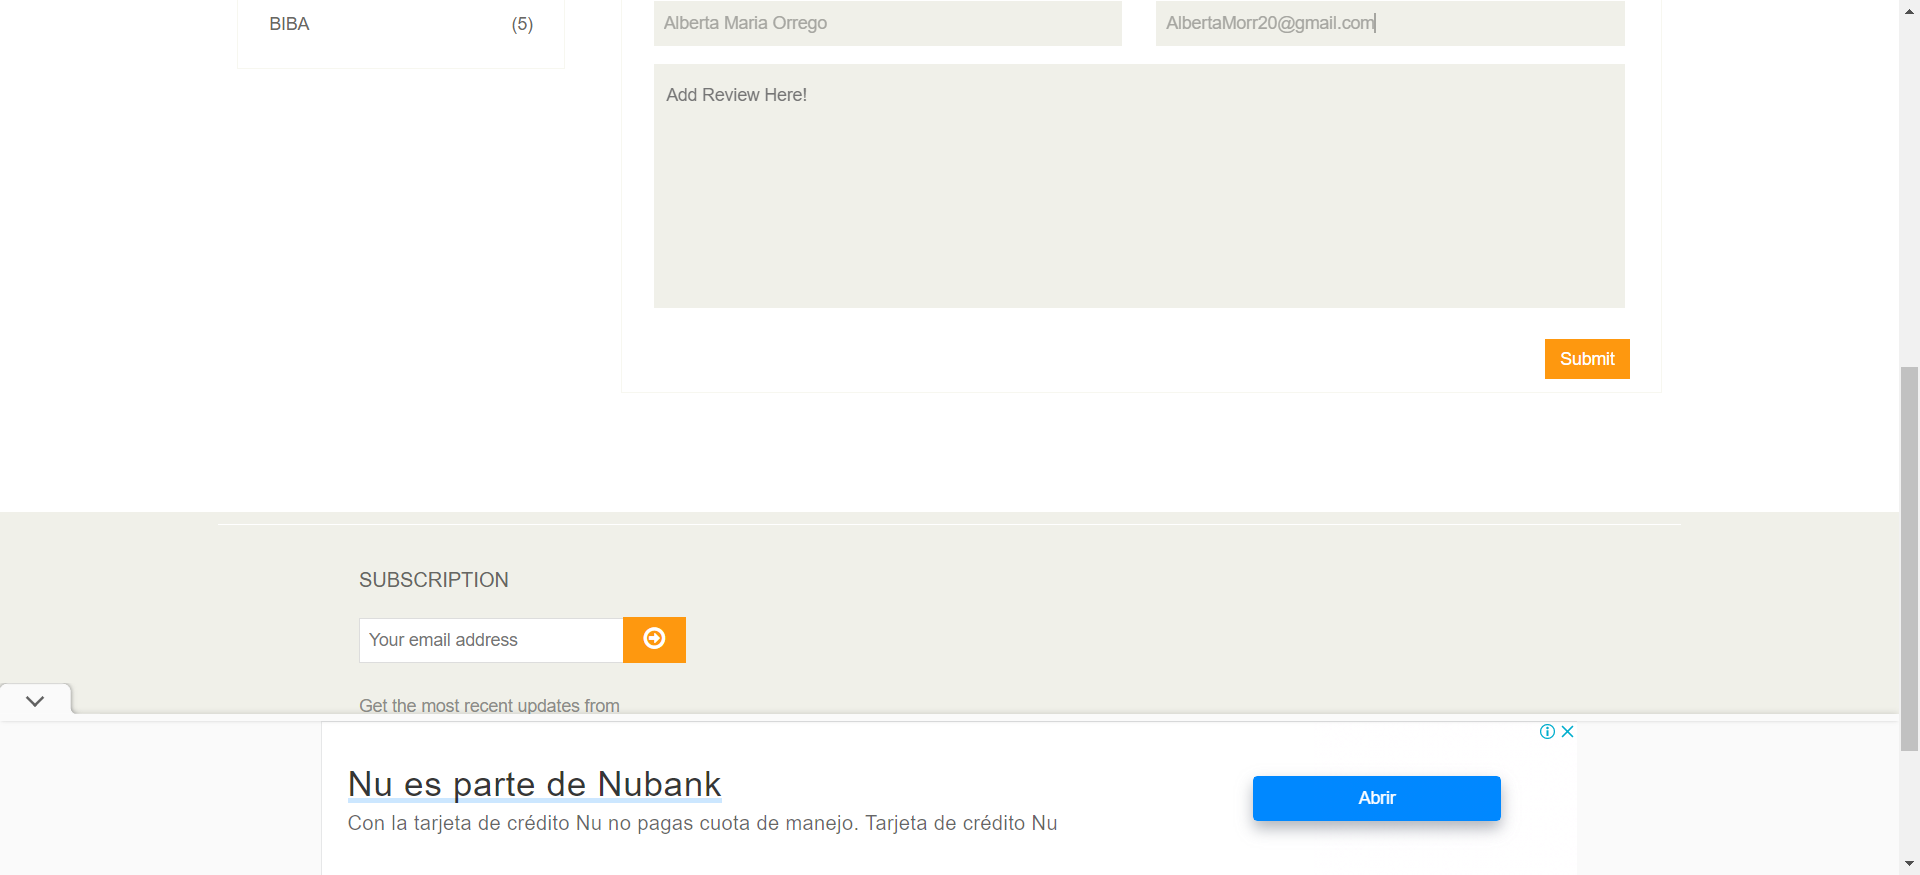 BIBA (5)
Alberta Maria Orrego AlbertaMorr20@gmail.com
Add Review Here!
Submit
SUBSCRIPTION
Your email address
Get the most recent updates from
Nu es parte de Nubank
Con la tarjeta de crédito Nu no pagas cuota de manejo. Tarjeta de crédito Nu
Abrir